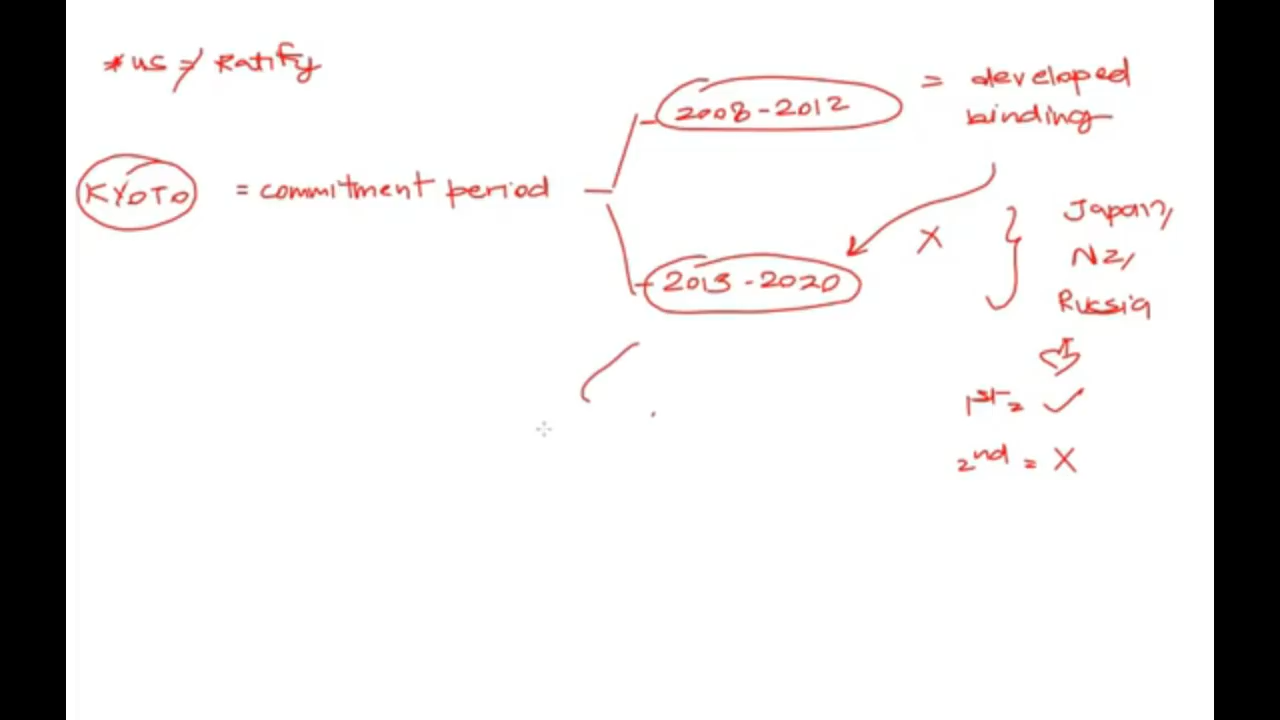 * US ≠ Ratify
2008-2012
= developed
binding
KYOTO = commitment period
2013-2020
X
Japan,
NZ,
Russia
1st = ✓
2nd = X